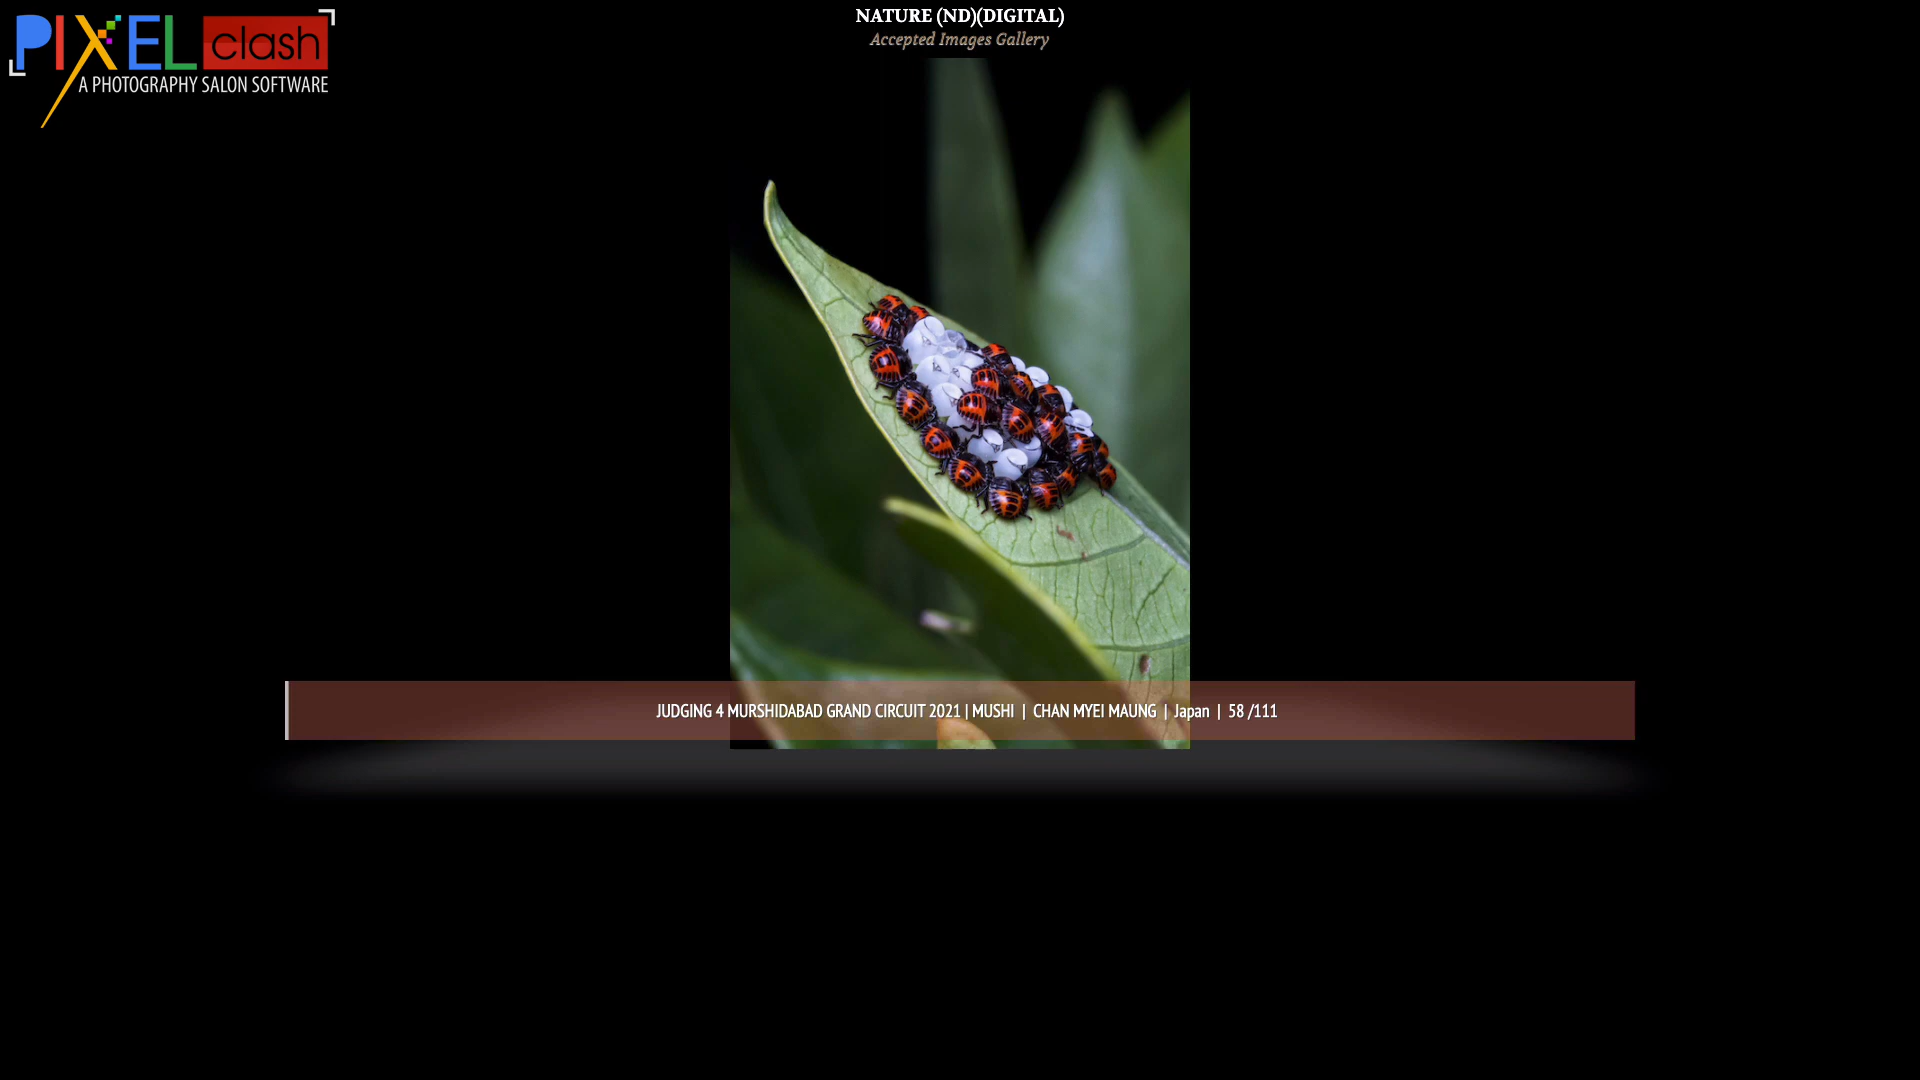 PIXEL clash
A PHOTOGRAPHY SALON SOFTWARE
NATURE (ND)(DIGITAL)
Accepted Images Gallery
JUDGING 4 MURSHIDABAD GRAND CIRCUIT 2021 | MUSHI | CHAN MYEI MAUNG | Japan | 58 /111